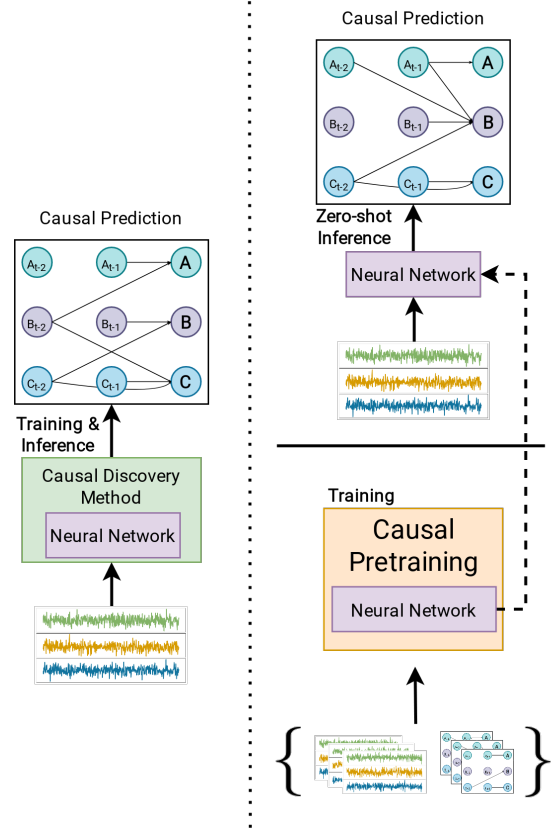 Causal Prediction
A t-2
A t-1
A
B t-2
B t-1
B
C t-2
C t-1
C
Training &
Inference
Causal Discovery
Method
Neural Network
Causal Prediction
A t-2
A t-1
A
B t-2
B t-1
B
C t-2
C t-1
C
Zero-shot
Inference
Neural Network
Training
Causal
Pretraining
Neural Network
A
B
C